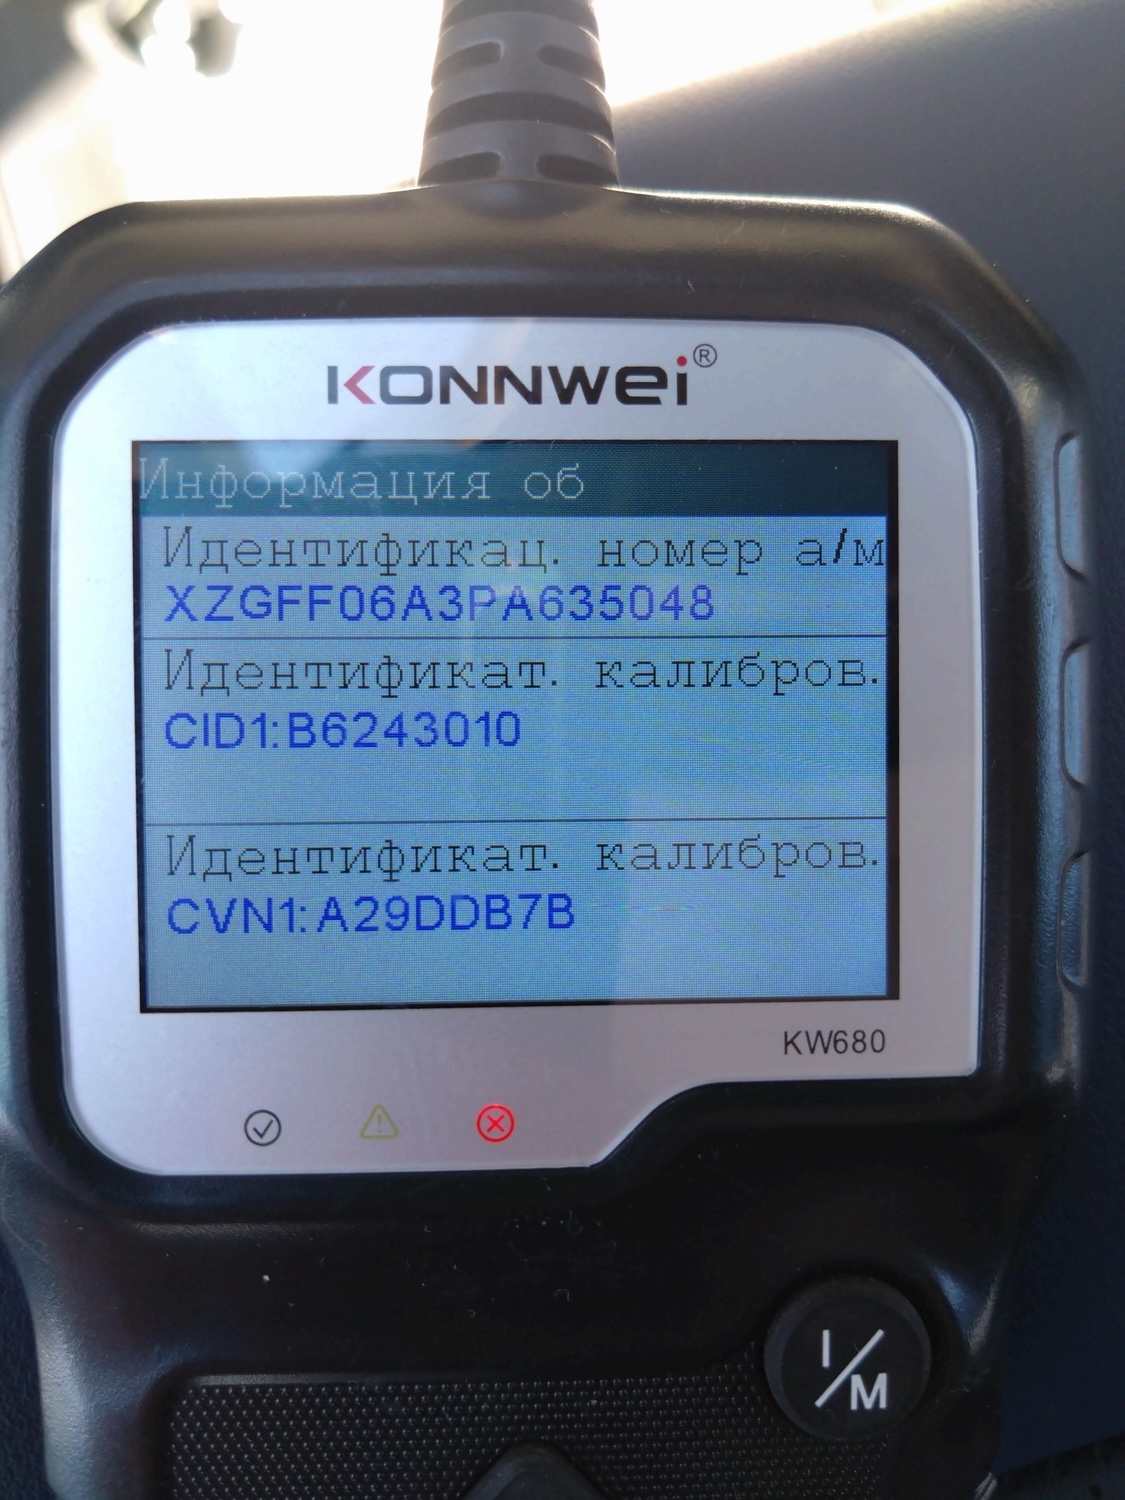 KONNWEI®
Информация об
Идентификац. номер а/м
XZGFF06A3PA635048
Идентификат. калибров.
CID1:B6243010
Идентификат. калибров.
CVN1:A29DDB7B
KW680
I/M